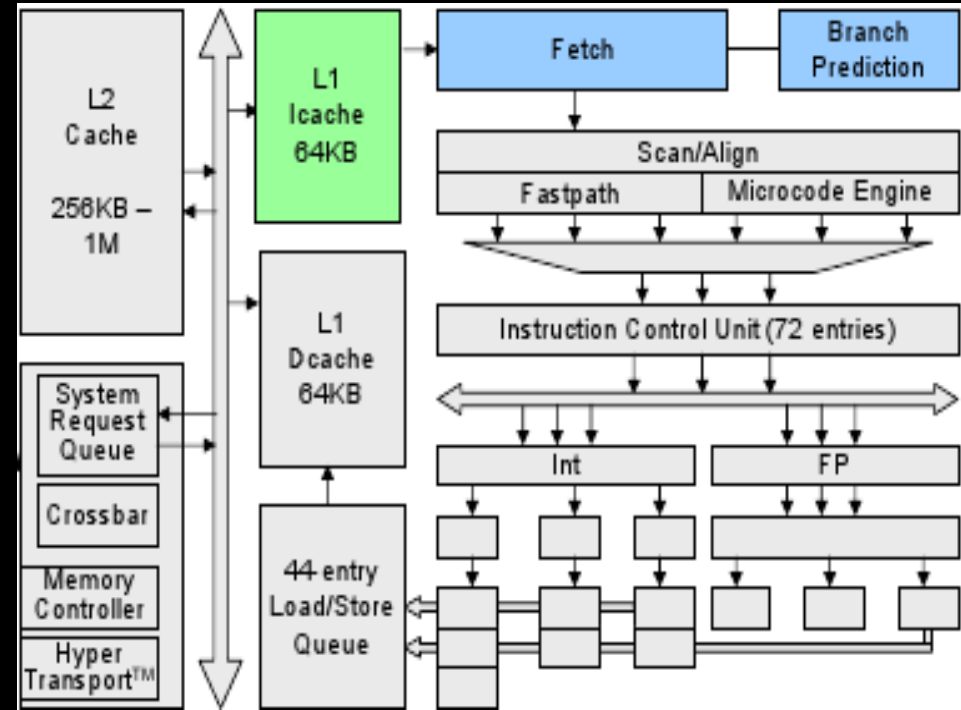 L2
Cache
256KB –
1M
System
Request
Queue
Crossbar
Memory
Controller
Hyper
Transport™
L1
Icache
64KB
L1
Dcache
64KB
44-entry
Load/Store
Queue
Fetch
Branch
Prediction
Scan/Align
Fastpath
Microcode Engine
Instruction Control Unit (72 entries)
Int
FP